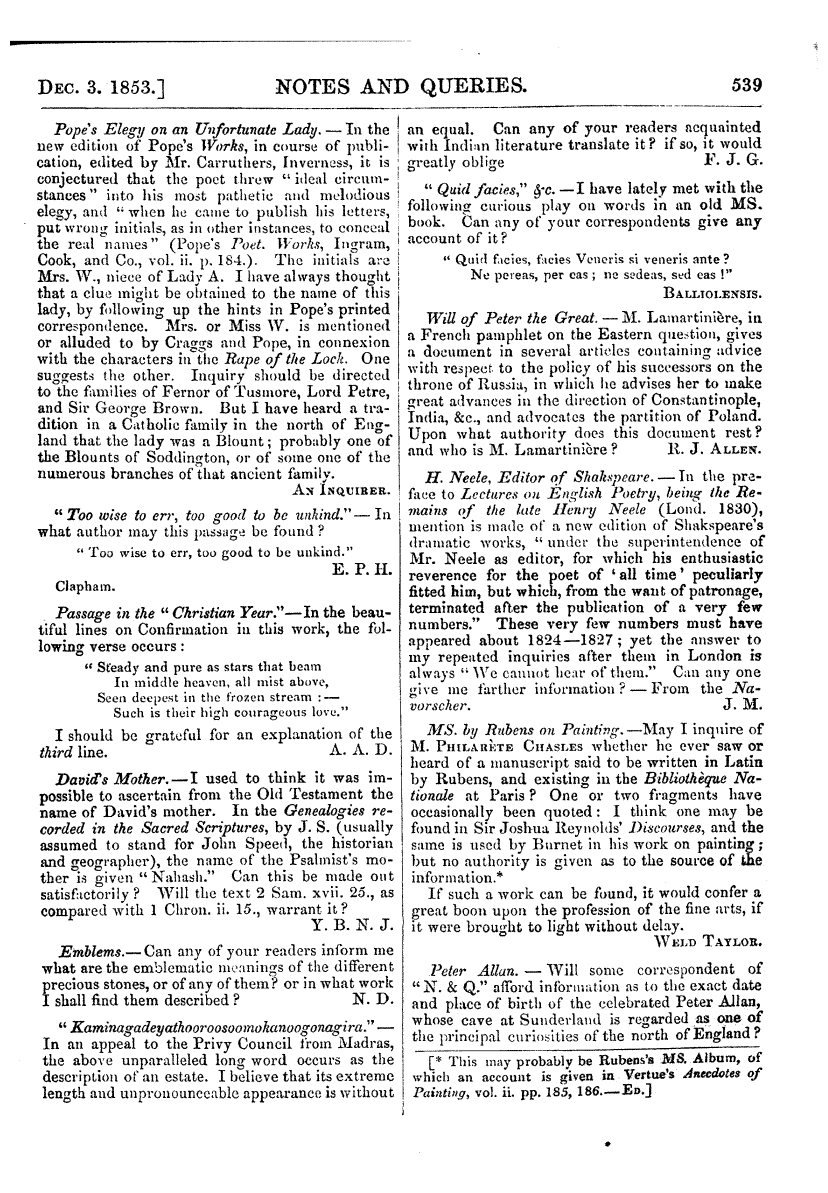 DEC. 3. 1853.] NOTES AND QUERIES. 539
Pope's Elegy on an Unfortunate Lady. — In the
new edition of Pope's Works, in course of publi-
cation, edited by Mr. Carruthers, Inverness, it is
conjectured that the poet threw "ideal circum-
stances" into his most pathetic and melodious
elegy, and "when he came to publish his letters,
put wrong initials, as in other instances, to conceal
the real names" (Pope's Poet. Works, Ingram,
Cook, and Co., vol. ii. p. 184.). The initials are
Mrs. W., niece of Lady A. I have always thought
that a clue might be obtained to the name of this
lady, by following up the hints in Pope's printed
correspondence. Mrs. or Miss W. is mentioned
or alluded to by Craggs and Pope, in connexion
with the characters in the Rape of the Lock. One
suggests the other. Inquiry should be directed
to the families of Fernor of Tusmore, Lord Petre,
and Sir George Brown. But I have heard a tra-
dition in a Catholic family in the north of Eng-
land that the lady was a Blount; probably one of
the Blounts of Soddington, or of some one of the
numerous branches of that ancient family.
AN INQUIRER.
"Too wise to err, too good to be unkind." — In
what author may this passage be found?
"Too wise to err, too good to be unkind."
E. P. H.
Clapham.
Passage in the "Christian Year."—In the beau-
tiful lines on Confirmation in this work, the fol-
lowing verse occurs:
"Steady and pure as stars that beam
In middle heaven, all mist above,
Seen deepest in the frozen stream:—
Such is their high courageous love."
I should be grateful for an explanation of the
third line. A. A. D.
David's Mother.—I used to think it was im-
possible to ascertain from the Old Testament the
name of David's mother. In the Genealogies re-
corded in the Sacred Scriptures, by J. S. (usually
assumed to stand for John Speed, the historian
and geographer), the name of the Psalmist's mo-
ther is given "Nahash." Can this be made out
satisfactorily? Will the text 2 Sam. xvii. 25., as
compared with 1 Chron. ii. 15., warrant it?
Y. B. N. J.
Emblems.—Can any of your readers inform me
what are the emblematic meanings of the different
precious stones, or of any of them? or in what work
I shall find them described? N. D.
"Kaminagadeyathooroosoomokanoogonagira."—
In an appeal to the Privy Council from Madras,
the above unparalleled long word occurs as the
description of an estate. I believe that its extreme
length and unpronounceable appearance is without
an equal. Can any of your readers acquainted
with Indian literature translate it? if so, it would
greatly oblige F. J. G.
"Quid facies," &c.—I have lately met with the
following curious play on words in an old MS.
book. Can any of your correspondents give any
account of it?
"Quid facies, facies Veneris si veneris ante?
Ne pereas, per eas; ne sedeas, sed eas!"
BALLIOLENSIS.
Will of Peter the Great. — M. Lamartinière, in
a French pamphlet on the Eastern question, gives
a document in several articles containing advice
with respect to the policy of his successors on the
throne of Russia, in which he advises her to make
great advances in the direction of Constantinople,
India, &c., and advocates the partition of Poland.
Upon what authority does this document rest?
and who is M. Lamartinière? R. J. ALLEN.
H. Neele, Editor of Shakspeare. — In the pre-
face to Lectures on English Poetry, being the Re-
mains of the late Henry Neele (Lond. 1830),
mention is made of a new edition of Shakspeare's
dramatic works, "under the superintendence of
Mr. Neele as editor, for which his enthusiastic
reverence for the poet of 'all time' peculiarly
fitted him, but which, from the want of patronage,
terminated after the publication of a very few
numbers." These very few numbers must have
appeared about 1824—1827; yet the answer to
my repeated inquiries after them in London is
always "We cannot hear of them." Can any one
give me farther information? — From the Na-
vorscher. J. M.
MS. by Rubens on Painting.—May I inquire of
M. PHILARÈTE CHASLES whether he ever saw or
heard of a manuscript said to be written in Latin
by Rubens, and existing in the Bibliothèque Na-
tionale at Paris? One or two fragments have
occasionally been quoted: I think one may be
found in Sir Joshua Reynolds' Discourses, and the
same is used by Burnet in his work on painting;
but no authority is given as to the source of the
information.*
If such a work can be found, it would confer a
great boon upon the profession of the fine arts, if
it were brought to light without delay.
WELD TAYLOR.
Peter Allan. — Will some correspondent of
"N. & Q." afford information as to the exact date
and place of birth of the celebrated Peter Allan,
whose cave at Sunderland is regarded as one of
the principal curiosities of the north of England?
[* This may probably be Rubens's MS. Album, of
which an account is given in Vertue's Anecdotes of
Painting, vol. ii. pp. 185, 186.—ED.]